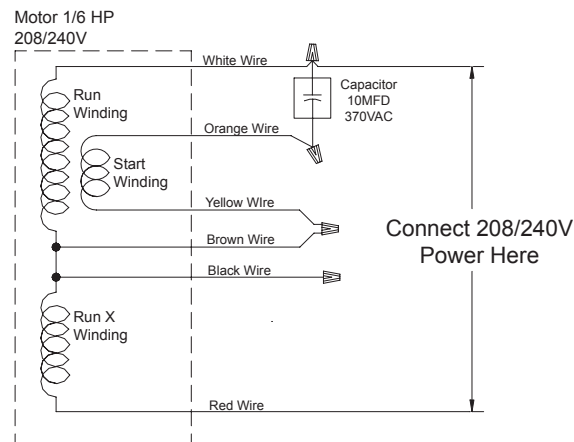 Motor 1/6 HP
208/240V
White Wire
Run
Winding
Capacitor
10MFD
370VAC
Orange Wire
Start
Winding
Yellow WIre
Brown Wire
Connect 208/240V
Power Here
Black Wire
Run X
Winding
Red Wire